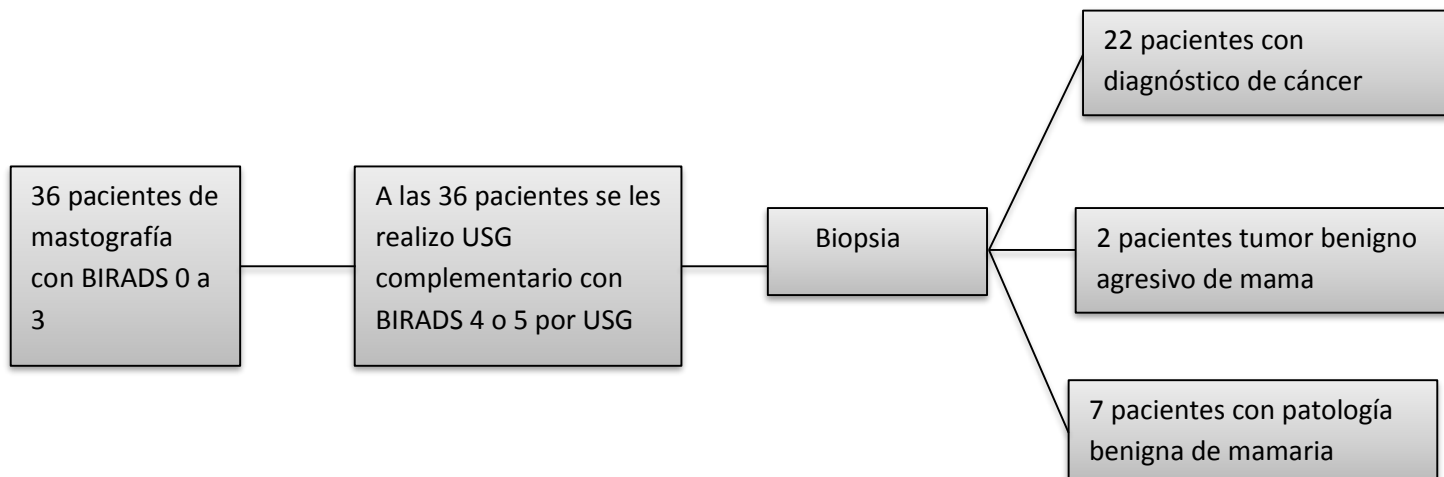 36 pacientes de
mastografía
con BIRADS 0 a
3
A las 36 pacientes se les
realizo USG
complementario con
BIRADS 4 o 5 por USG
Biopsia
22 pacientes con
diagnóstico de cáncer
2 pacientes tumor benigno
agresivo de mama
7 pacientes con patología
benigna de mamaria